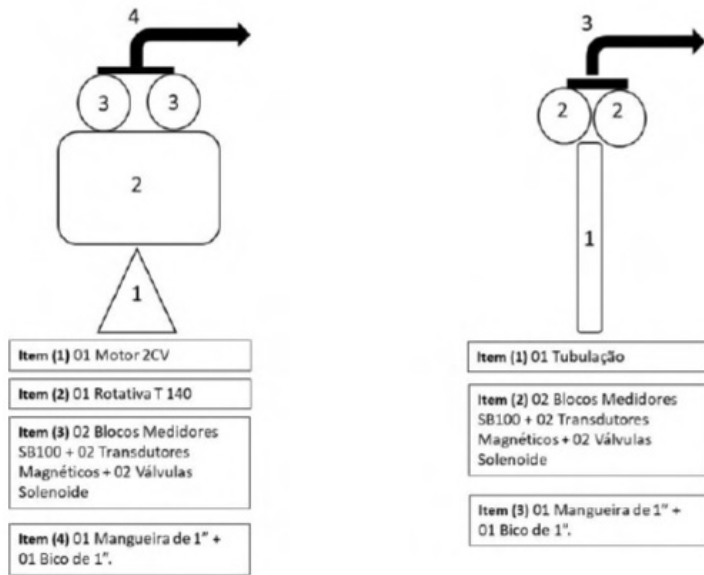 4
3
3
2
1
Item (1) 01 Motor 2CV
Item (2) 01 Rotativa T 140
Item (3) 02 Blocos Medidores
SB100 + 02 Transdutores
Magnéticos + 02 Válvulas
Solenoide
Item (4) 01 Mangueira de 1” +
01 Bico de 1”.
3
2
2
1
Item (1) 01 Tubulação
Item (2) 02 Blocos Medidores
SB100 + 02 Transdutores
Magnéticos + 02 Válvulas
Solenoide
Item (3) 01 Mangueira de 1” +
01 Bico de 1”.